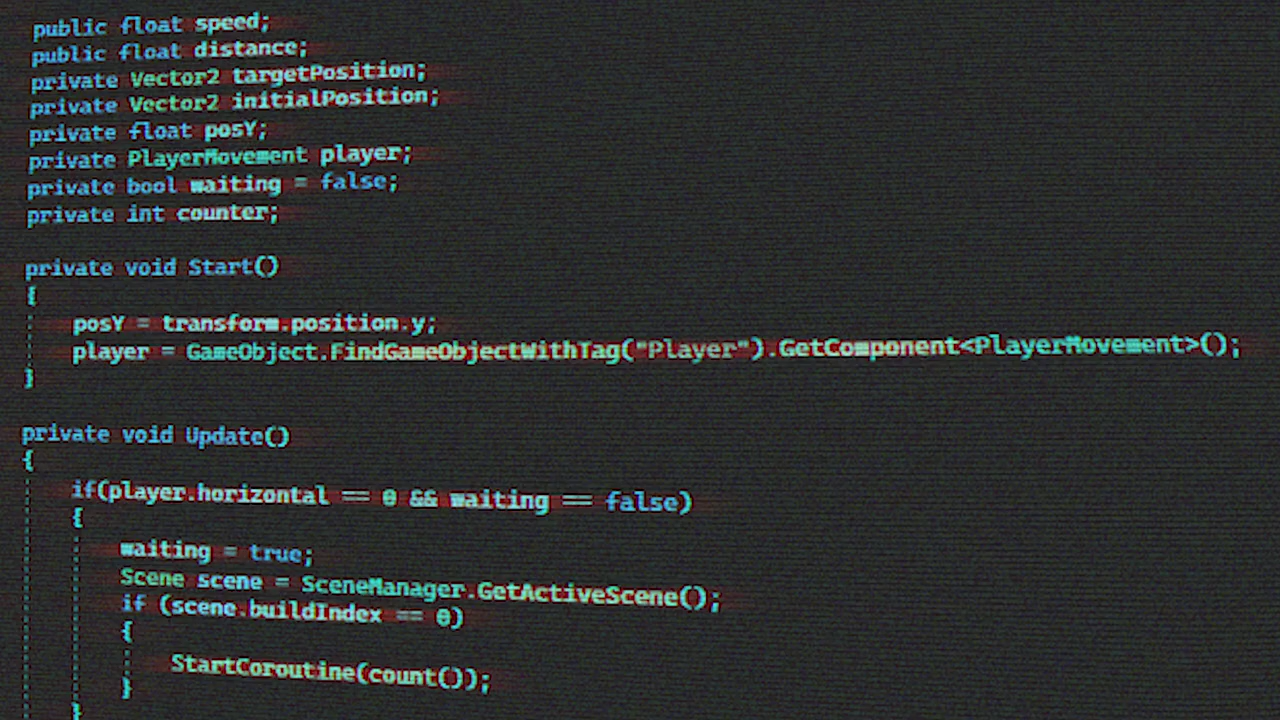 public float speed;
public float distance;
private Vector2 targetPosition;
private Vector2 initialPosition;
private float posY;
private PlayerMovement player;
private bool waiting = false;
private int counter;
private void Start()
{
posY = transform.position.y;
player = GameObject.FindGameObjectWithTag("Player").GetComponent<PlayerMovement>();
}
private void Update()
{
if(player.horizontal == 0 && waiting == false)
{
waiting = true;
Scene scene = SceneManager.GetActiveScene();
if (scene.buildIndex == 0)
{
StartCoroutine(count());
}
}